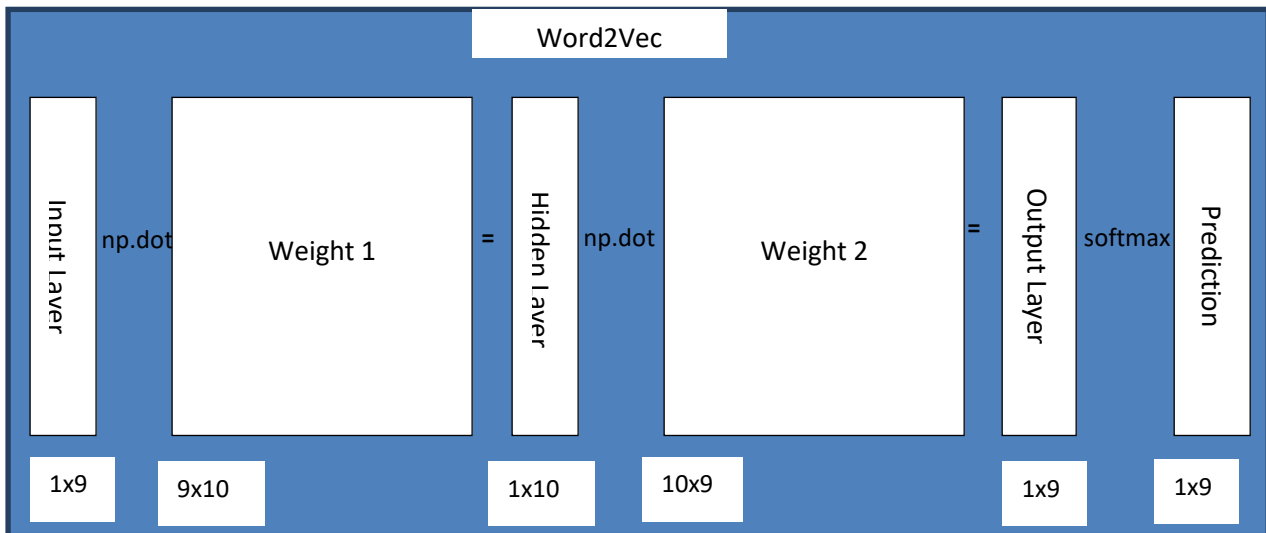 Word2Vec
Input Layer
np.dot
Weight 1
=
Hidden Layer
np.dot
Weight 2
=
Output Layer
softmax
Prediction
1x9
9x10
1x10
10x9
1x9
1x9